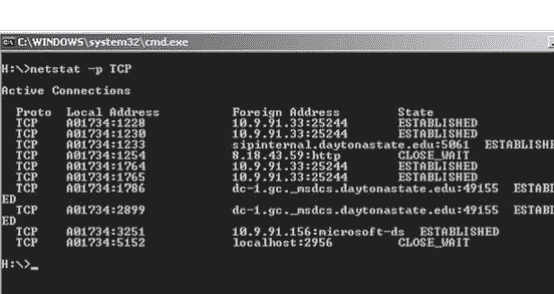 C:\WINDOWS\system32\cmd.exe
H:\>netstat -p TCP
Active Connections
Proto Local Address Foreign Address State
TCP A01734:1228 10.9.91.33:25244 ESTABLISHED
TCP A01734:1230 10.9.91.33:25244 ESTABLISHED
TCP A01734:1233 sipinternal.daytonastate.edu:5061 ESTABLISHE
TCP A01734:1254 8.18.43.59:http CLOSE_WAIT
TCP A01734:1764 10.9.91.33:25244 ESTABLISHED
TCP A01734:1765 10.9.91.33:25244 ESTABLISHED
TCP A01734:1786 dc-1.gc._msdcs.daytonastate.edu:49155 ESTABL
ED
TCP A01734:2899 dc-1.gc._msdcs.daytonastate.edu:49155 ESTABL
ED
TCP A01734:3251 10.9.91.156:microsoft-ds ESTABLISHED
TCP A01734:5152 localhost:2956 CLOSE_WAIT
H:\>_